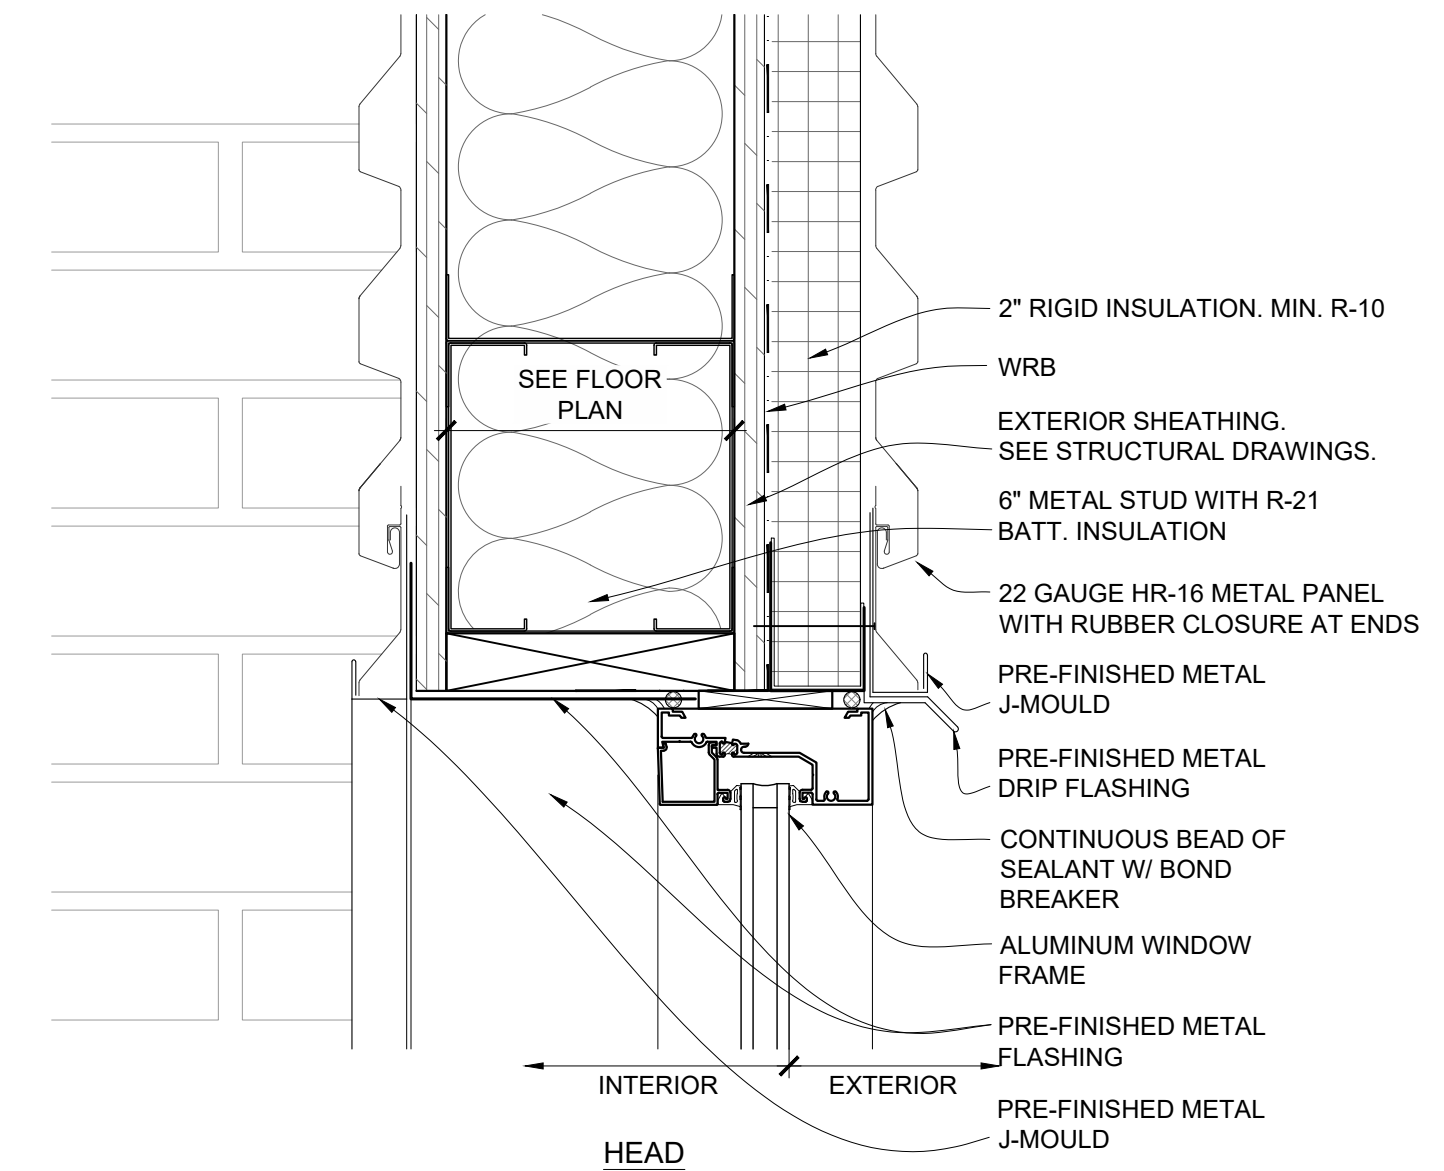 2" RIGID INSULATION. MIN. R-10
WRB
SEE FLOOR
PLAN
EXTERIOR SHEATHING.
SEE STRUCTURAL DRAWINGS.
6" METAL STUD WITH R-21
BATT. INSULATION
22 GAUGE HR-16 METAL PANEL
WITH RUBBER CLOSURE AT ENDS
PRE-FINISHED METAL
J-MOULD
PRE-FINISHED METAL
DRIP FLASHING
CONTINUOUS BEAD OF
SEALANT W/ BOND
BREAKER
ALUMINUM WINDOW
FRAME
PRE-FINISHED METAL
FLASHING
INTERIOR
EXTERIOR
PRE-FINISHED METAL
J-MOULD
HEAD